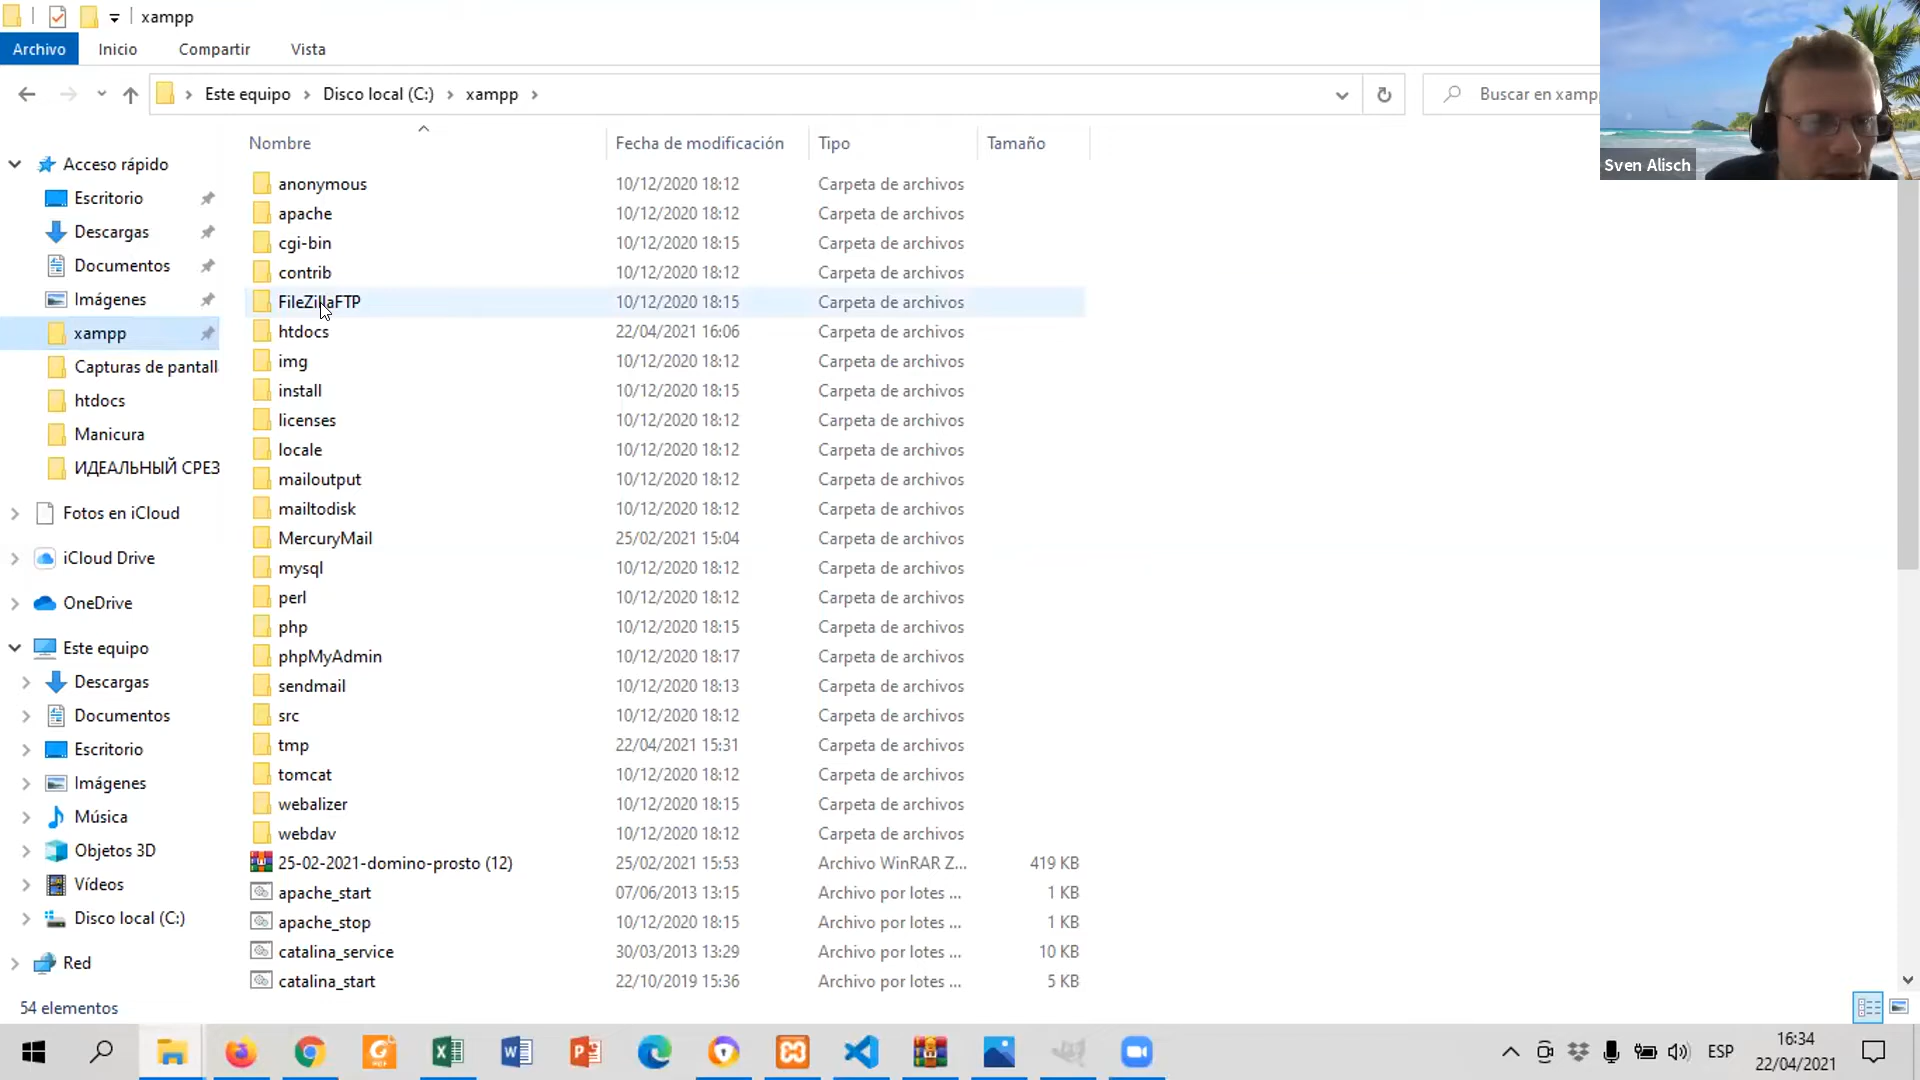 xampp
Archivo Inicio Compartir Vista
Este equipo Disco local (C:) xampp
Buscar en xampp
Sven Alisch
Nombre Fecha de modificación Tipo Tamaño
Acceso rápido
Escritorio
Descargas
Documentos
Imágenes
xampp
Capturas de pantall
htdocs
Manicura
ИДЕАЛЬНЫЙ СРЕЗ
Fotos en iCloud
iCloud Drive
OneDrive
Este equipo
Descargas
Documentos
Escritorio
Imágenes
Música
Objetos 3D
Vídeos
Disco local (C:)
Red
anonymous 10/12/2020 18:12 Carpeta de archivos
apache 10/12/2020 18:12 Carpeta de archivos
cgi-bin 10/12/2020 18:15 Carpeta de archivos
contrib 10/12/2020 18:12 Carpeta de archivos
FileZillaFTP 10/12/2020 18:15 Carpeta de archivos
htdocs 22/04/2021 16:06 Carpeta de archivos
img 10/12/2020 18:12 Carpeta de archivos
install 10/12/2020 18:15 Carpeta de archivos
licenses 10/12/2020 18:12 Carpeta de archivos
locale 10/12/2020 18:12 Carpeta de archivos
mailoutput 10/12/2020 18:12 Carpeta de archivos
mailtodisk 10/12/2020 18:12 Carpeta de archivos
MercuryMail 25/02/2021 15:04 Carpeta de archivos
mysql 10/12/2020 18:12 Carpeta de archivos
perl 10/12/2020 18:12 Carpeta de archivos
php 10/12/2020 18:15 Carpeta de archivos
phpMyAdmin 10/12/2020 18:17 Carpeta de archivos
sendmail 10/12/2020 18:13 Carpeta de archivos
src 10/12/2020 18:12 Carpeta de archivos
tmp 22/04/2021 15:31 Carpeta de archivos
tomcat 10/12/2020 18:12 Carpeta de archivos
webalizer 10/12/2020 18:15 Carpeta de archivos
webdav 10/12/2020 18:12 Carpeta de archivos
25-02-2021-domino-prosto (12) 25/02/2021 15:53 Archivo WinRAR Z... 419 KB
apache_start 07/06/2013 13:15 Archivo por lotes ... 1 KB
apache_stop 10/12/2020 18:15 Archivo por lotes ... 1 KB
catalina_service 30/03/2013 13:29 Archivo por lotes ... 10 KB
catalina_start 22/10/2019 15:36 Archivo por lotes ... 5 KB
54 elementos
ESP
16:34
22/04/2021